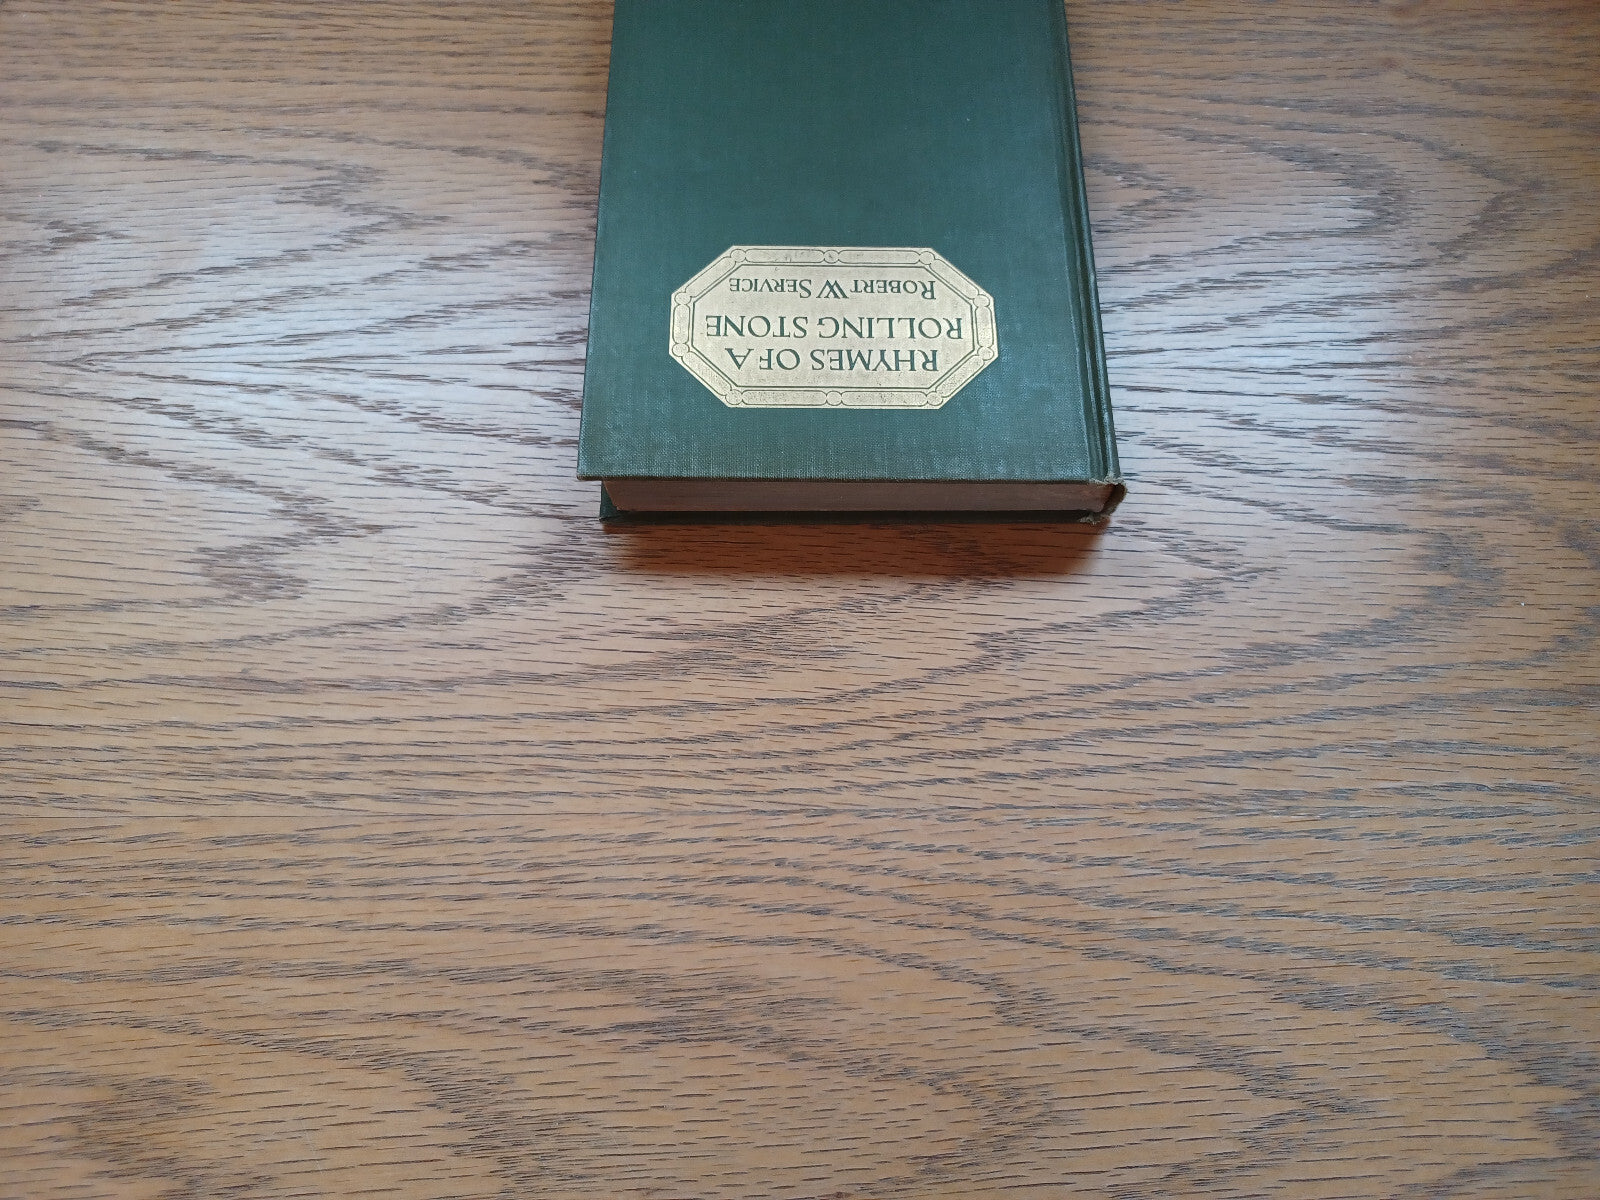 RHYMES OF A
ROLLING STONE
ROBERT W SERVICE